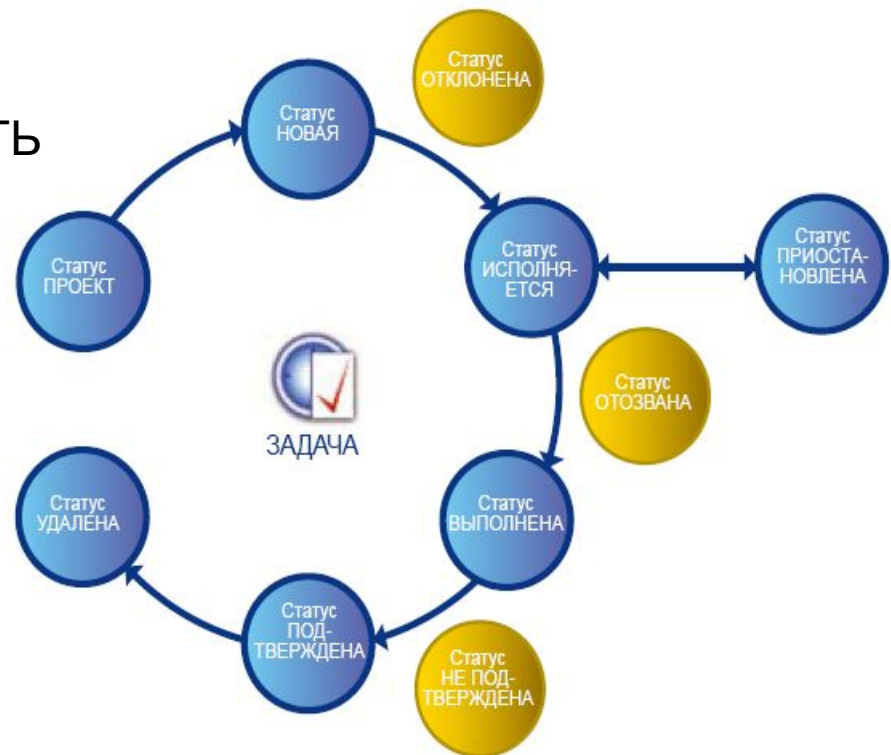 ТЬ
Статус
ОТКЛОНЕНА
Статус
НОВАЯ
Статус
ИСПОЛНЯ-
ЕТСЯ
Статус
ПРИОСТА-
НОВЛЕНА
Статус
ПРОЕКТ
ЗАДАЧА
Статус
ОТОЗВАНА
Статус
ВЫПОЛНЕНА
Статус
УДАЛЕНА
Статус
ПОД-
ТВЕРЖДЕНА
Статус
НЕ ПОД-
ТВЕРЖДЕНА